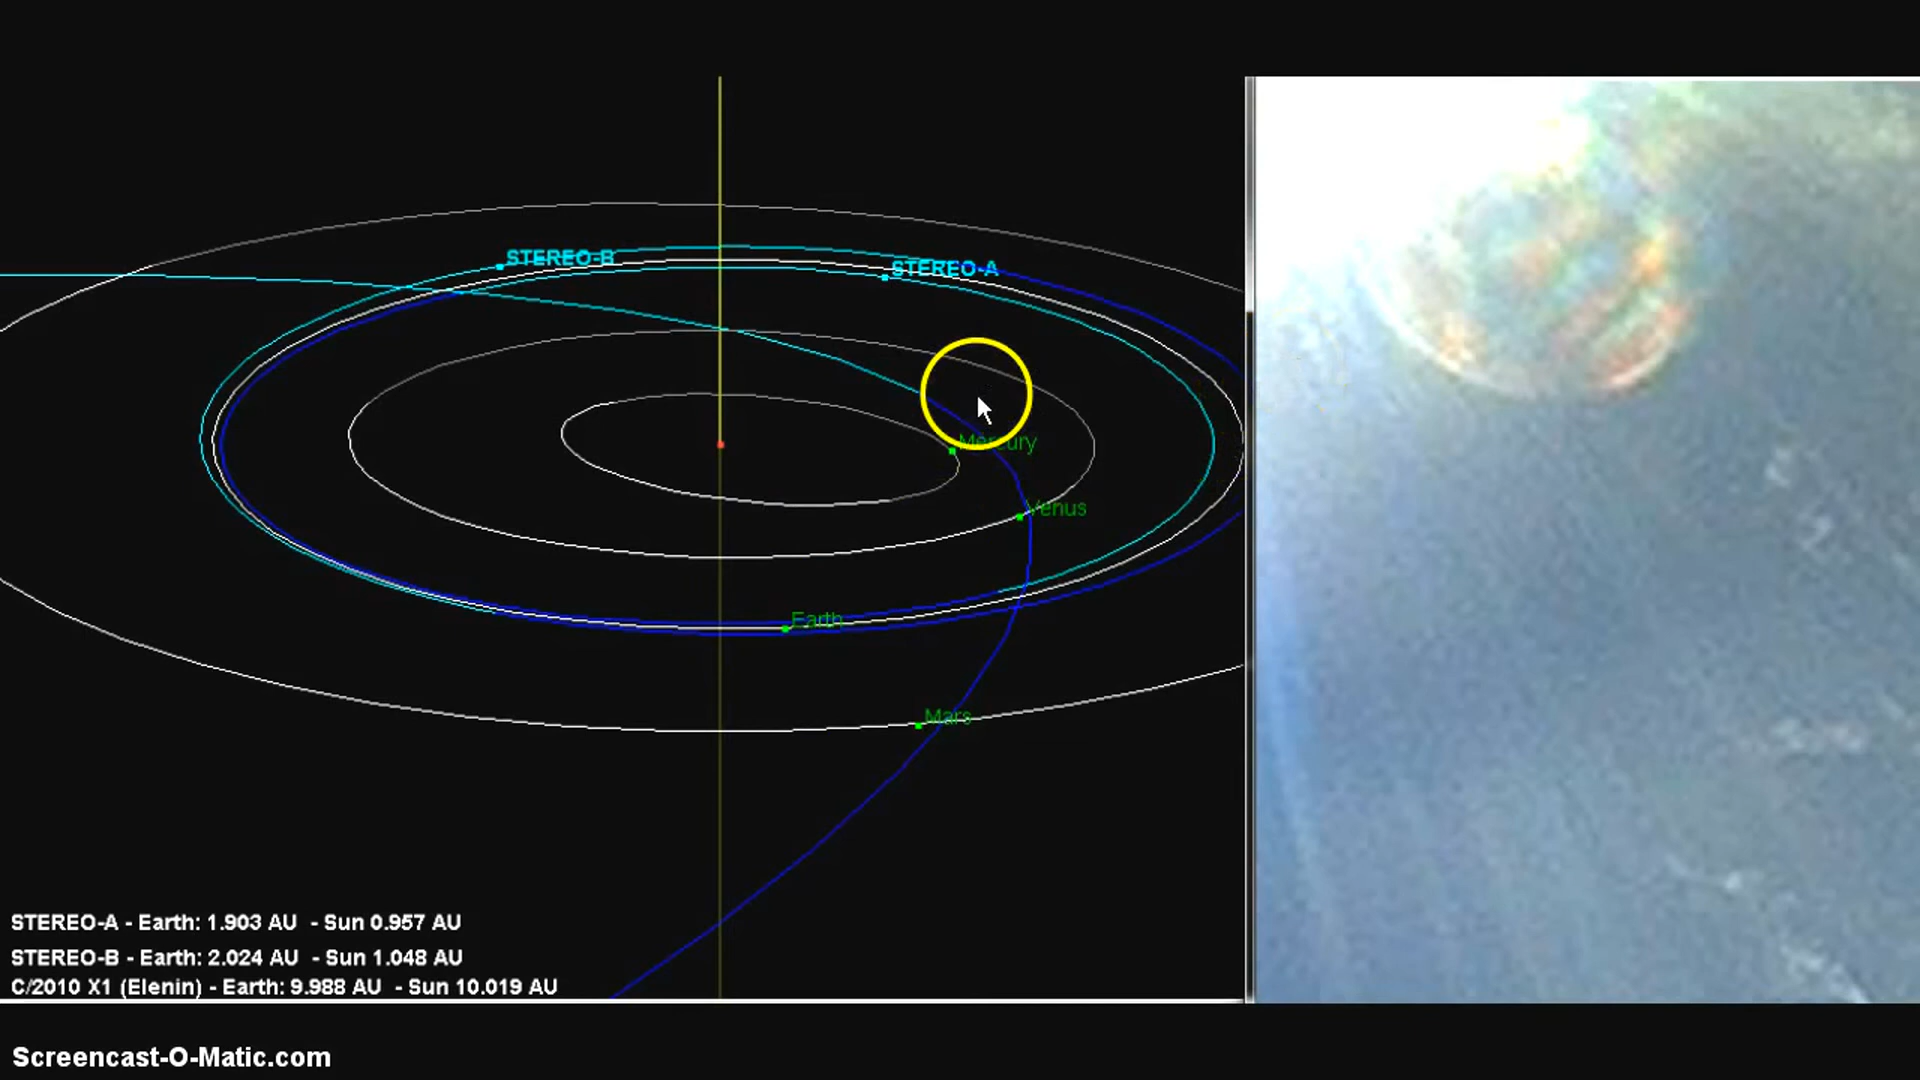 STEREO-B
STEREO-A
Mercury
Venus
Earth
Mars
STEREO-A - Earth: 1.903 AU - Sun 0.957 AU
STEREO-B - Earth: 2.024 AU - Sun 1.048 AU
C/2010 X1 (Elenin) - Earth: 9.988 AU - Sun 10.019 AU
Screencast-O-Matic.com